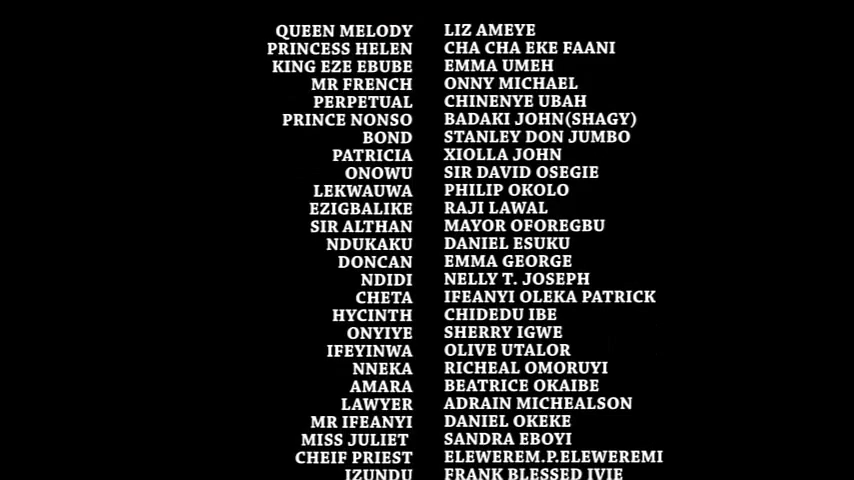 QUEEN MELODY LIZ AMEYE
PRINCESS HELEN CHA CHA EKE FAANI
KING EZE EBUBE EMMA UMEH
MR FRENCH ONNY MICHAEL
PERPETUAL CHINENYE UBAH
PRINCE NONSO BADAKI JOHN(SHAGY)
BOND STANLEY DON JUMBO
PATRICIA XIOLLA JOHN
ONOWU SIR DAVID OSEGIE
LEKWAUWA PHILIP OKOLO
EZIGBALIKE RAJI LAWAL
SIR ALTHAN MAYOR OFOREGBU
NDUKAKU DANIEL ESUKU
DONCAN EMMA GEORGE
NDIDI NELLY T. JOSEPH
CHETA IFEANYI OLEKA PATRICK
HYCINTH CHIDEDU IBE
ONYIYE SHERRY IGWE
IFEYINWA OLIVE UTALOR
NNEKA RICHEAL OMORUYI
AMARA BEATRICE OKAIBE
LAWYER ADRAIN MICHEALSON
MR IFEANYI DANIEL OKEKE
MISS JULIET SANDRA EBOYI
CHEIF PRIEST ELEWEREM.P.ELEWEREMI
IZUNDU FRANK BLESSED IVIE